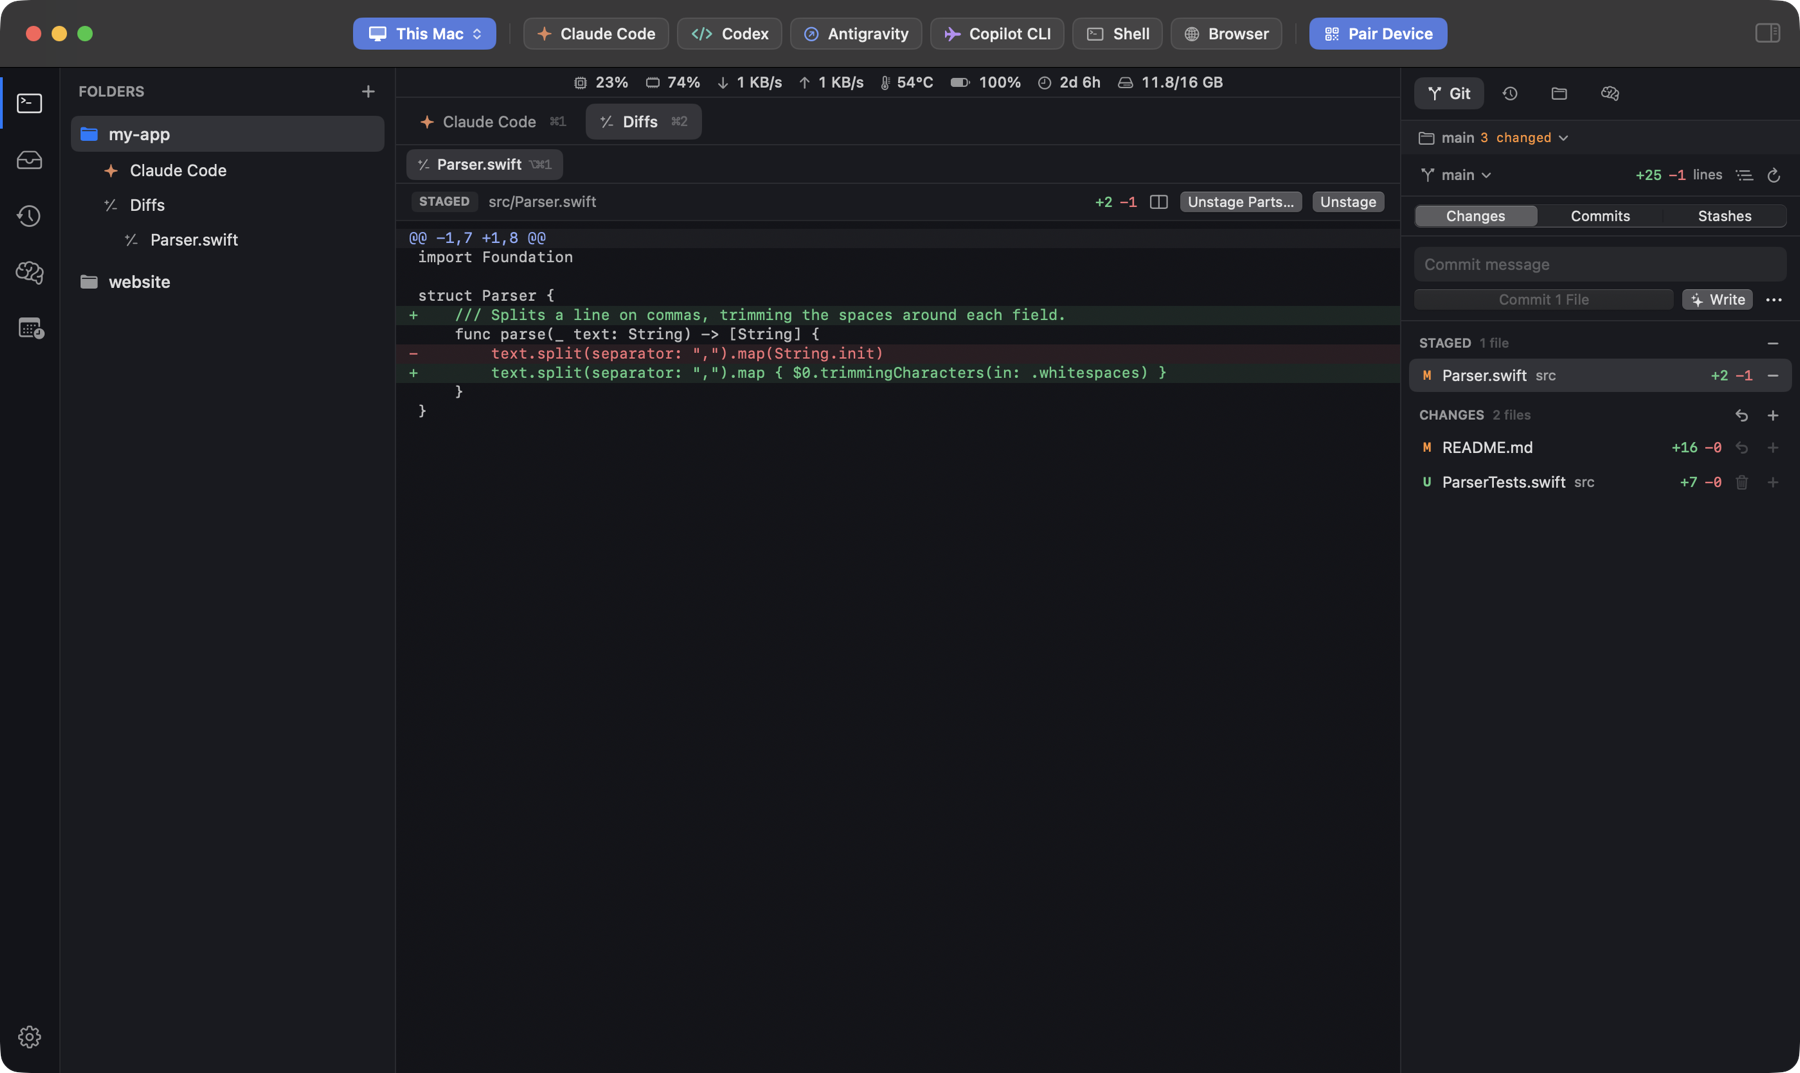 This Mac
Claude Code
Codex
Antigravity
Copilot CLI
Shell
Browser
Pair Device
FOLDERS
my-app
Claude Code
Diffs
Parser.swift
website
23% 74% ↓ 1 KB/s ↑ 1 KB/s 54°C 100% 2d 6h 11.8/16 GB
Claude Code ⌘1 Diffs ⌘2
Parser.swift ⌥⌘1
STAGED src/Parser.swift +2 −1 Unstage Parts... Unstage
@@ −1,7 +1,8 @@
import Foundation
struct Parser {
+ /// Splits a line on commas, trimming the spaces around each field.
func parse(_ text: String) -> [String] {
− text.split(separator: ",").map(String.init)
+ text.split(separator: ",").map { $0.trimmingCharacters(in: .whitespaces) }
}
}
Git
main 3 changed
main +25 −1 lines
Changes Commits Stashes
Commit message
Commit 1 File Write
STAGED 1 file
M Parser.swift src +2 −1
CHANGES 2 files
M README.md +16 −0
U ParserTests.swift src +7 −0